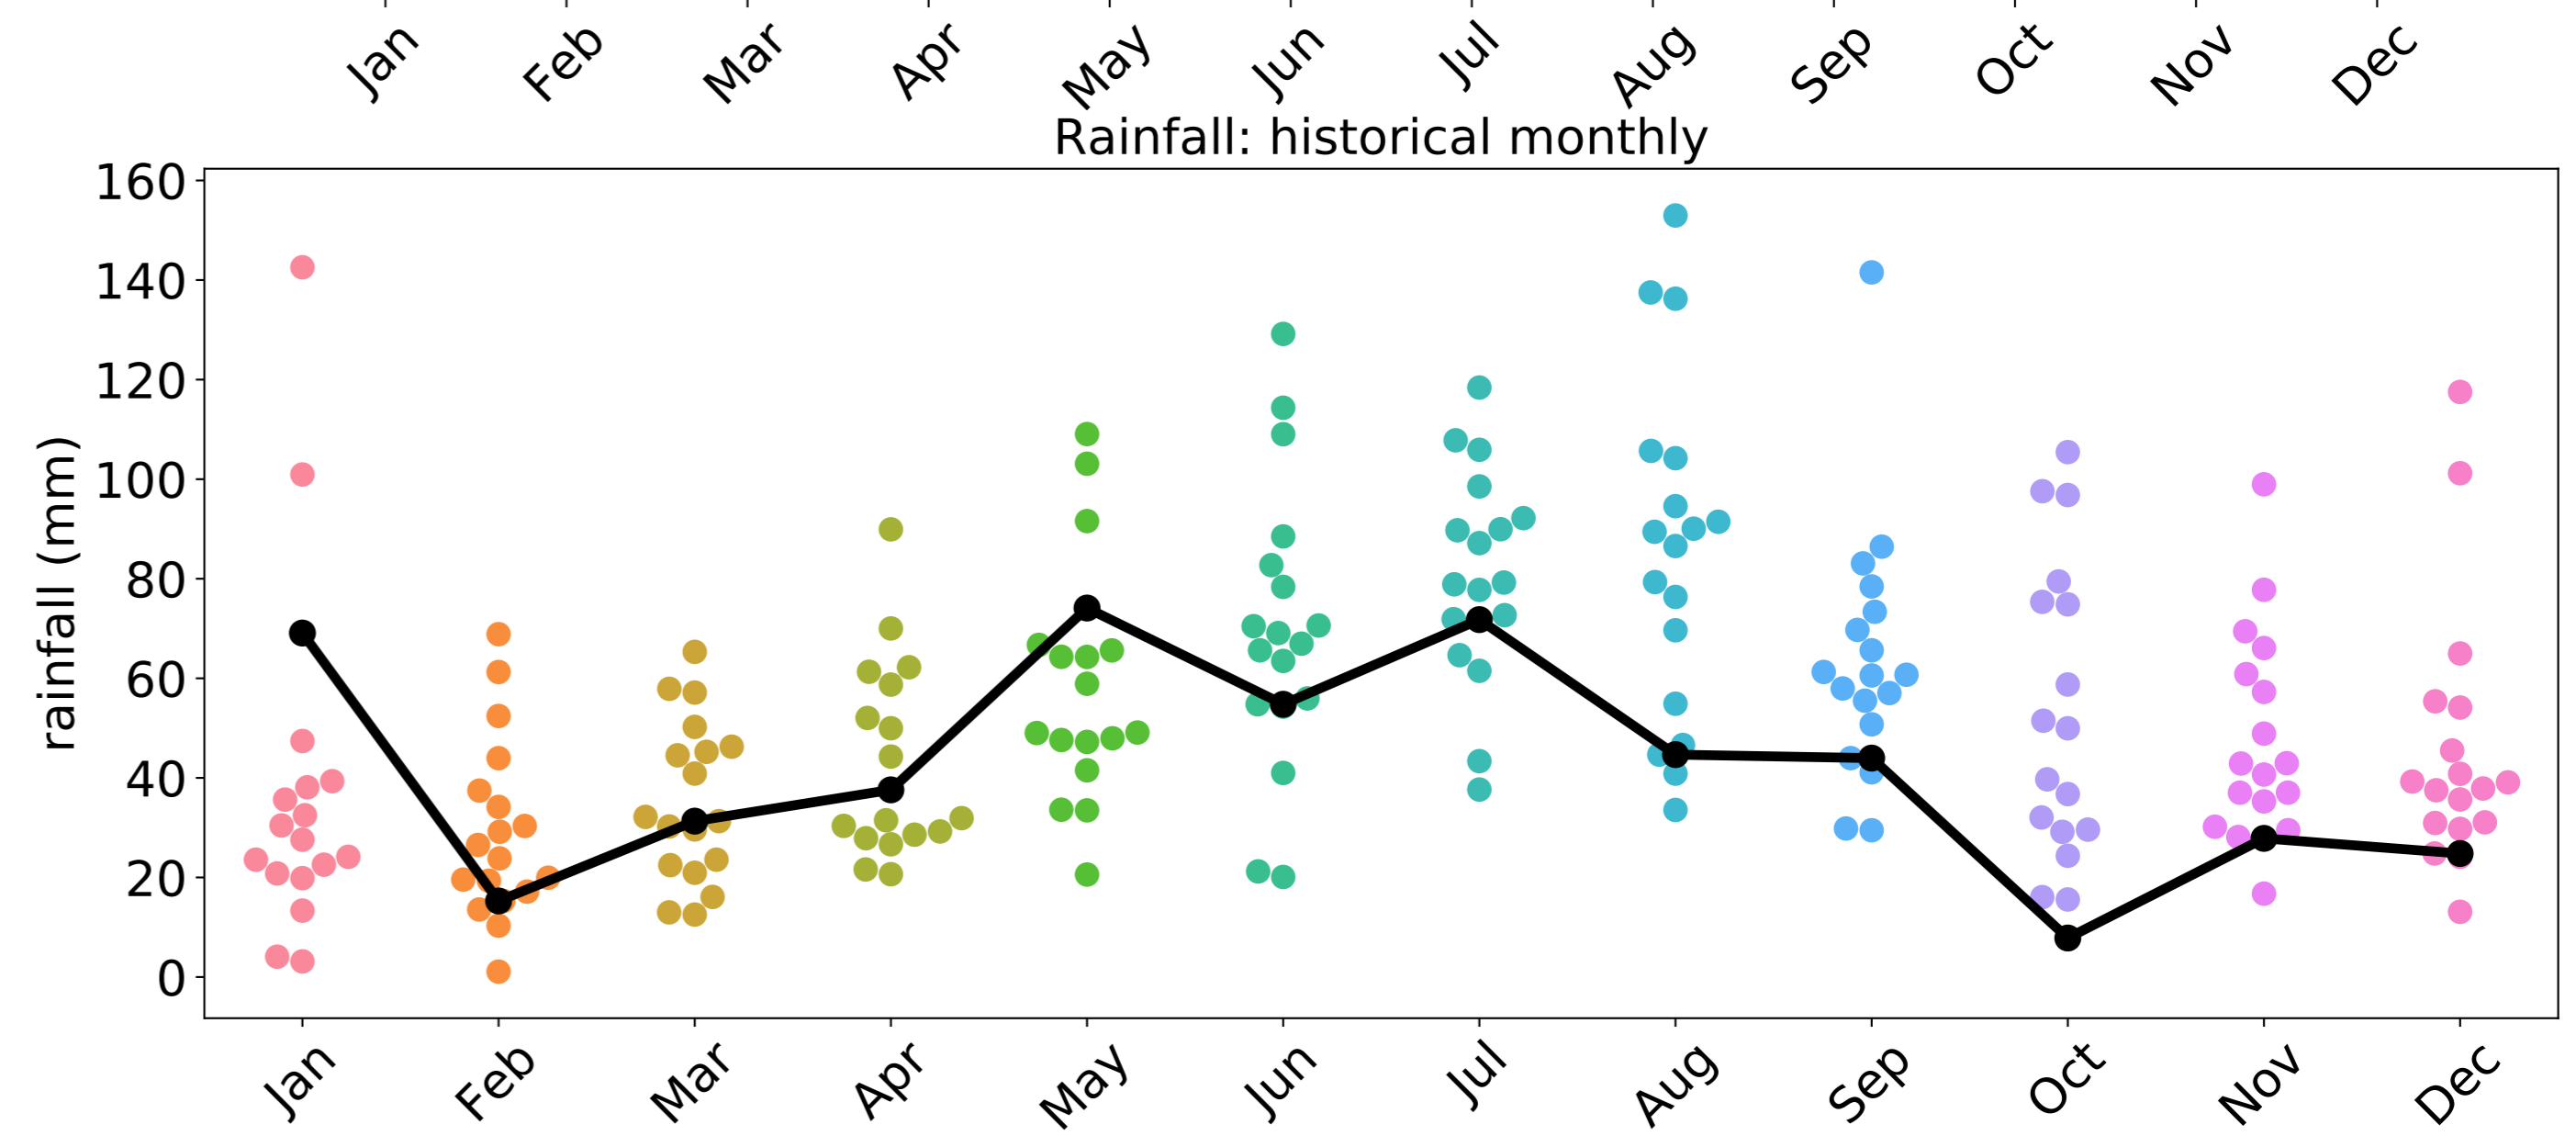 Jan Feb Mar Apr May Jun Jul Aug Sep Oct Nov Dec
Rainfall: historical monthly
160
140
120
100
80
60
40
20
0
rainfall (mm)
Jan Feb Mar Apr May Jun Jul Aug Sep Oct Nov Dec